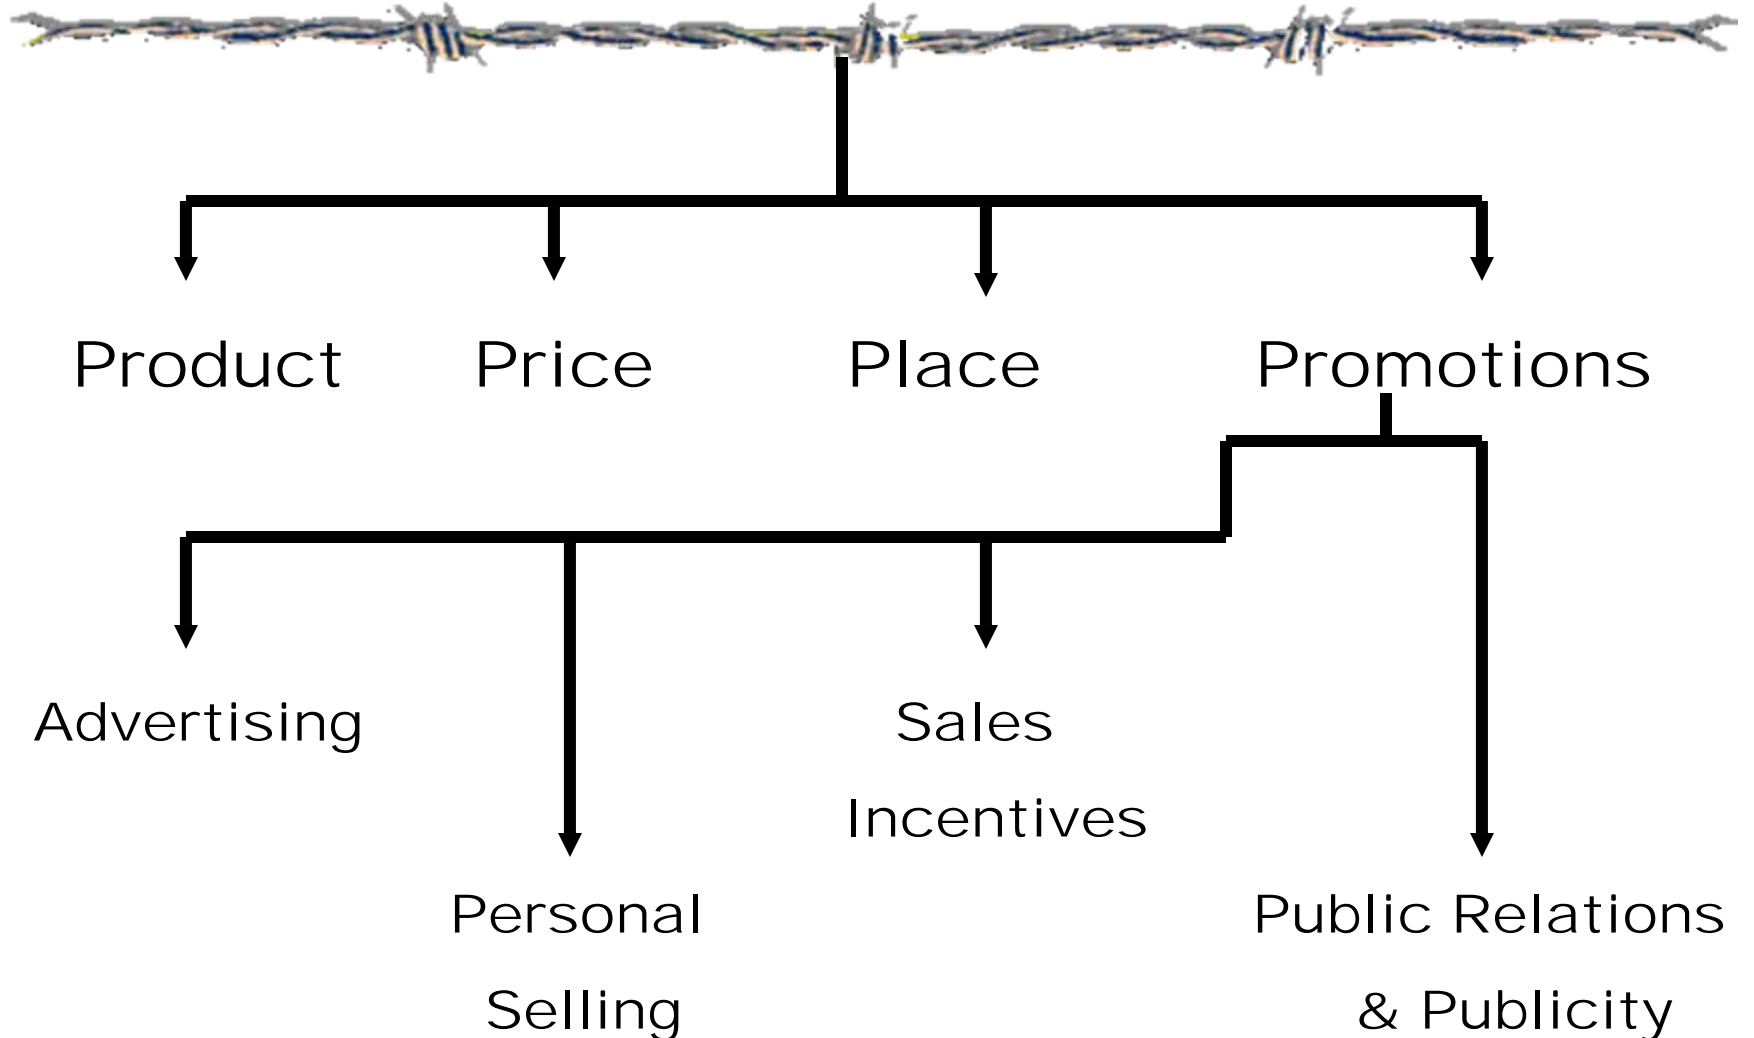 Product
Price
Place
Promotions
Advertising
Sales
Incentives
Personal
Selling
Public Relations
& Publicity